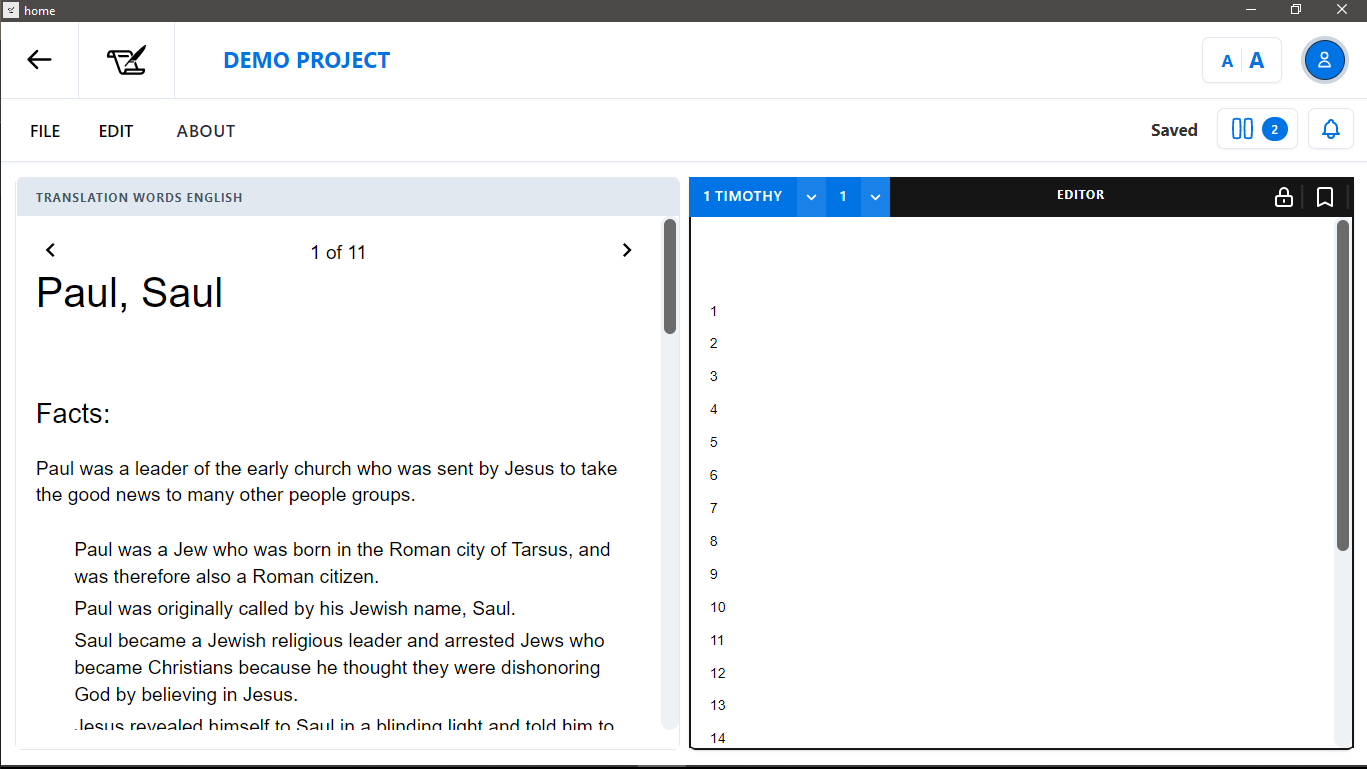 home
DEMO PROJECT
A A
FILE EDIT ABOUT
Saved 2
TRANSLATION WORDS ENGLISH
1 of 11
Paul, Saul
Facts:
Paul was a leader of the early church who was sent by Jesus to take
the good news to many other people groups.
Paul was a Jew who was born in the Roman city of Tarsus, and
was therefore also a Roman citizen.
Paul was originally called by his Jewish name, Saul.
Saul became a Jewish religious leader and arrested Jews who
became Christians because he thought they were dishonoring
God by believing in Jesus.
Jesus revealed himself to Saul in a blinding light and told him to
1 TIMOTHY 1 EDITOR
1
2
3
4
5
6
7
8
9
10
11
12
13
14